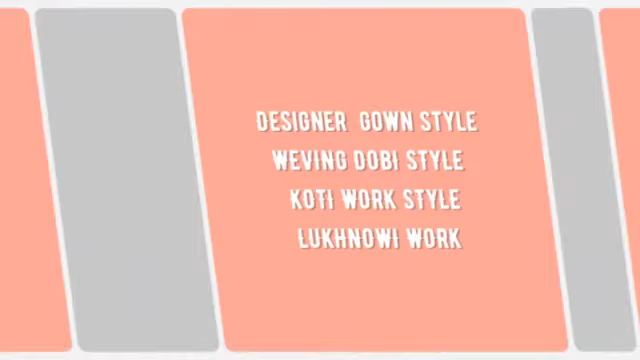 DESIGNER GOWN STYLE
WEVING DOBI STYLE
KOTI WORK STYLE
LUKHNOWI WORK